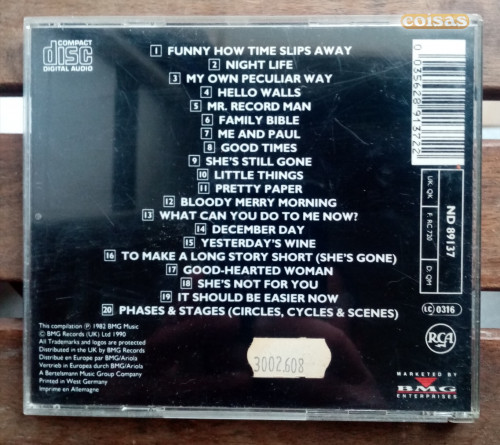 coisas
COMPACT
disc
DIGITAL AUDIO
1 FUNNY HOW TIME SLIPS AWAY
2 NIGHT LIFE
3 MY OWN PECULIAR WAY
4 HELLO WALLS
5 MR. RECORD MAN
6 FAMILY BIBLE
7 ME AND PAUL
8 GOOD TIMES
9 SHE'S STILL GONE
10 LITTLE THINGS
11 PRETTY PAPER
12 BLOODY MERRY MORNING
13 WHAT CAN YOU DO TO ME NOW?
14 DECEMBER DAY
15 YESTERDAY'S WINE
16 TO MAKE A LONG STORY SHORT (SHE'S GONE)
17 GOOD-HEARTED WOMAN
18 SHE'S NOT FOR YOU
19 IT SHOULD BE EASIER NOW
20 PHASES & STAGES (CIRCLES, CYCLES & SCENES)
0 035628 913722
ND 89137
UK: QK
F: RC 720
D: QM
LC 0316
RCA
This compilation ℗ 1982 BMG Music
© BMG Records (UK) Ltd 1990
All Trademarks and logos are protected
Distributed in the UK by BMG Records
Distribué en Europe par BMG/Ariola
Vertrieb in Europea durch BMG/Ariola
A Bertelsmann Music Group Company
Printed in West Germany
Imprime en Allemagne
3002608
MARKETED BY
BMG
ENTERPRISES